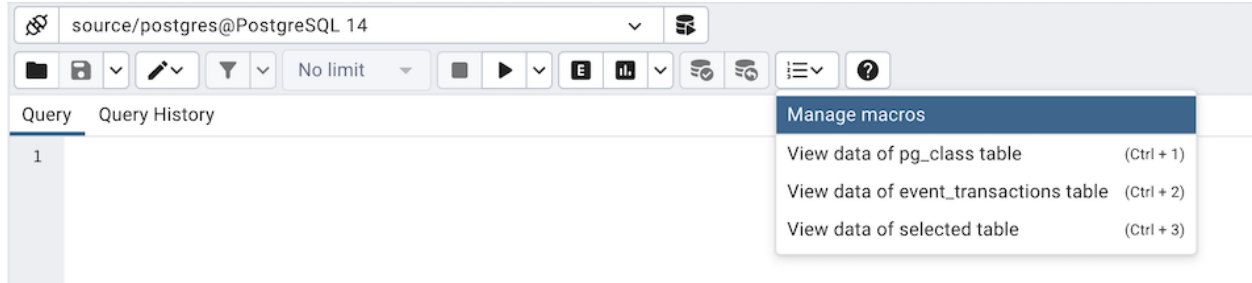 source/postgres@PostgreSQL 14
No limit
E
Query Query History
Manage macros
1
View data of pg_class table (Ctrl + 1)
View data of event_transactions table (Ctrl + 2)
View data of selected table (Ctrl + 3)